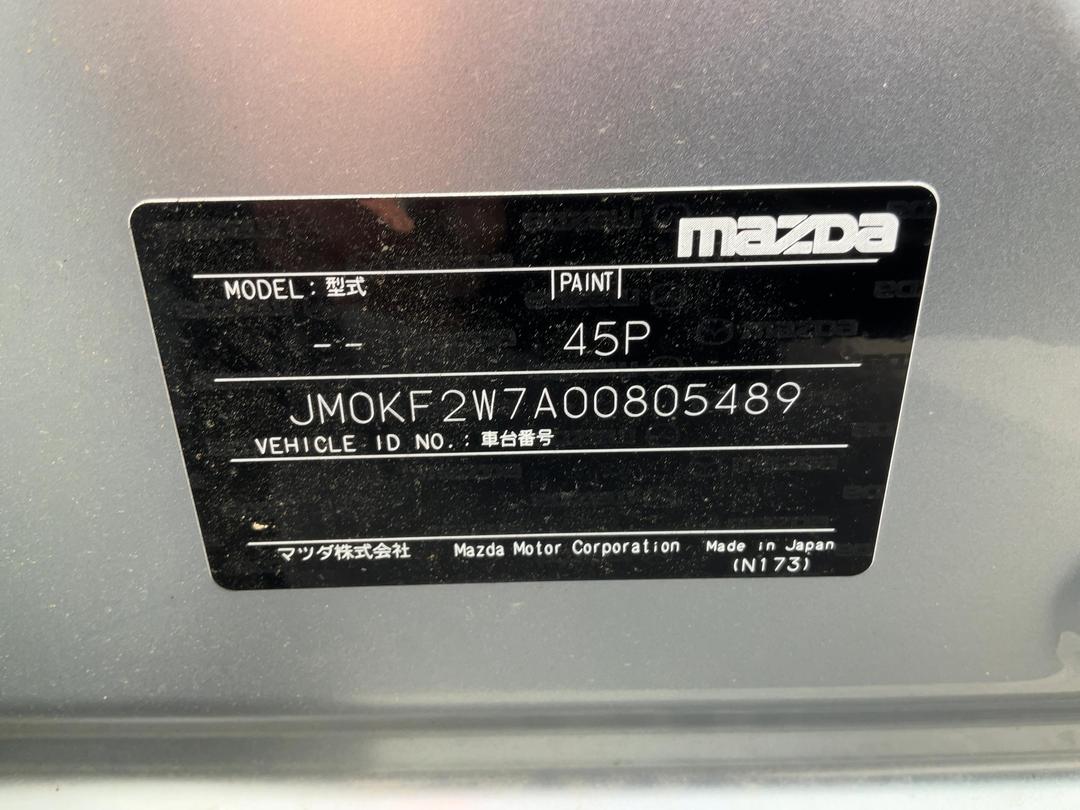 mazda
MODEL: 型式
PAINT
--
45P
JM0KF2W7A00805489
VEHICLE ID NO.: 車台番号
マツダ株式会社 Mazda Motor Corporation Made in Japan
(N173)